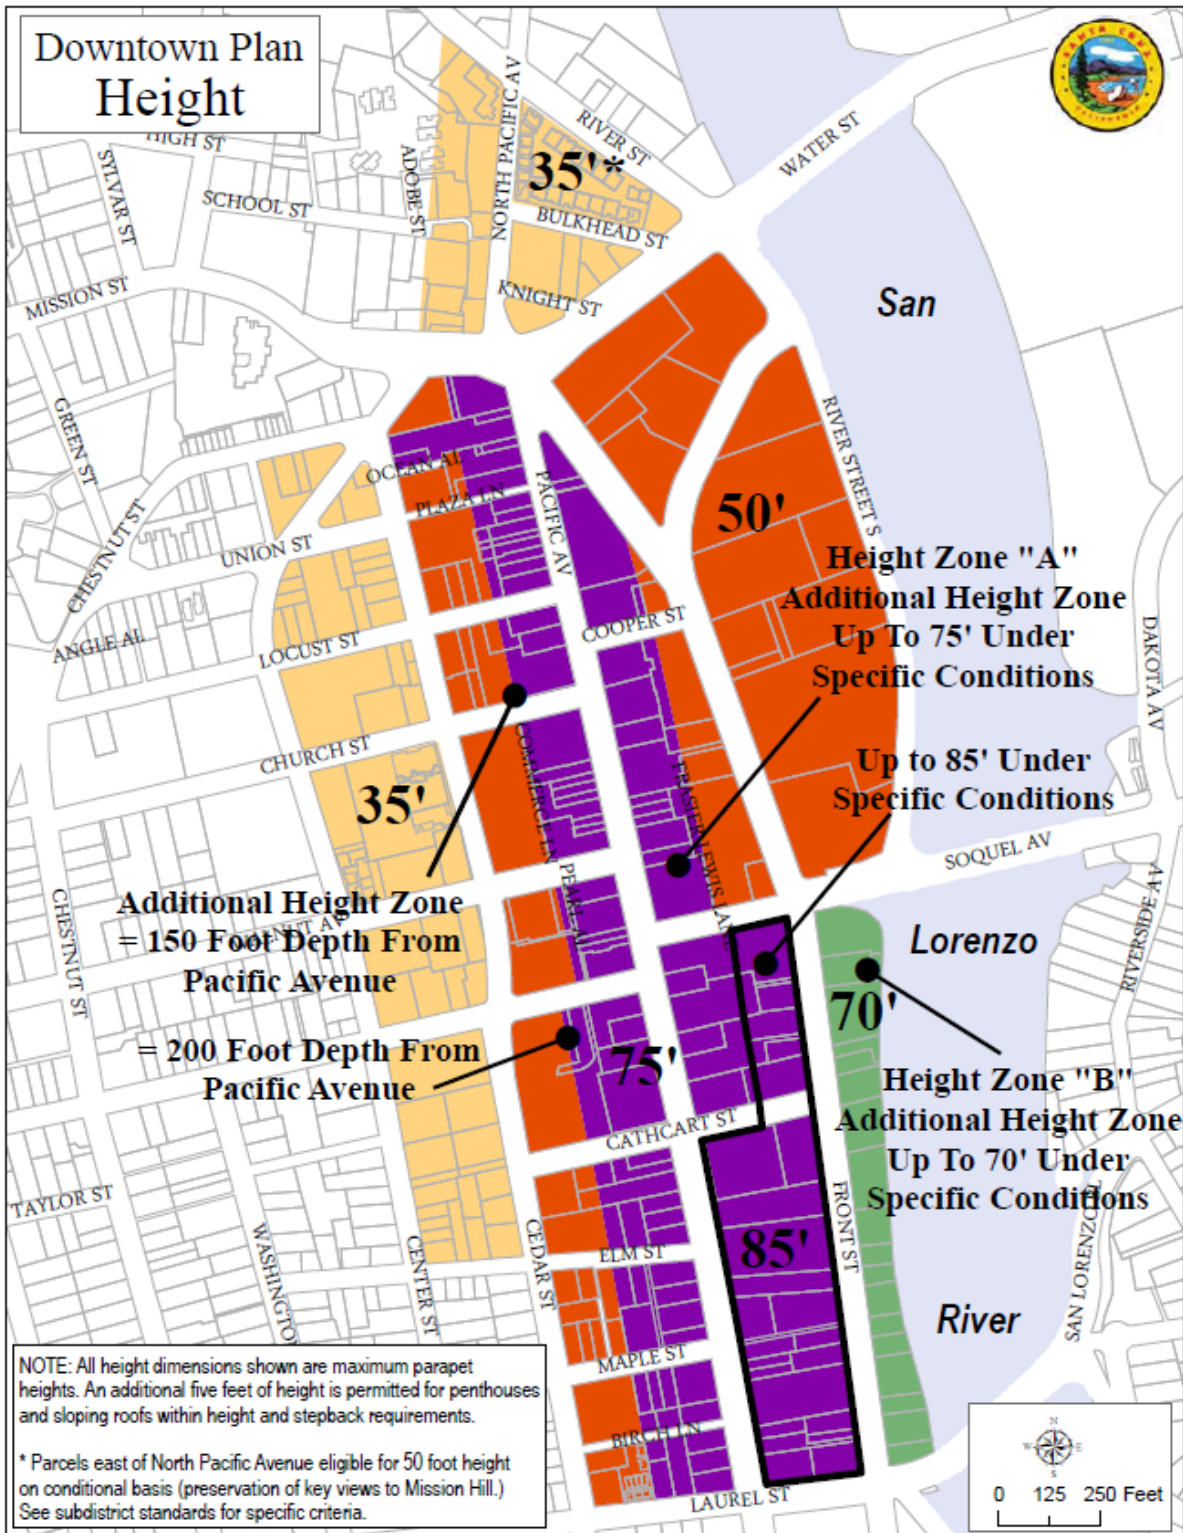 Downtown Plan
Height
SANTA CRUZ
CALIFORNIA
HIGH ST
SYLVAR ST
SCHOOL ST
ADOBE ST
NORTH PACIFIC AV
RIVER ST
35'*
BULKHEAD ST
WATER ST
KNIGHT ST
MISSION ST
San
GREEN ST
OCEAN AL
PLAZA LN
PACIFIC AV
RIVER STREET S
50'
CHESTNUT ST
UNION ST
Height Zone "A"
Additional Height Zone
Up To 75' Under
Specific Conditions
ANGLE AL
LOCUST ST
COOPER ST
DAKOTA AV
CHURCH ST
COMMERCE LN
FRASIER LEWIS LANE
Up to 85' Under
Specific Conditions
35'
PEARL AL
SOQUEL AV
CHESTNUT ST
Additional Height Zone
= 150 Foot Depth From
Pacific Avenue
Lorenzo
RIVERSIDE AV
70'
= 200 Foot Depth From
Pacific Avenue
75'
Height Zone "B"
Additional Height Zone
Up To 70' Under
Specific Conditions
CATHCART ST
TAYLOR ST
WASHINGTON
CENTER ST
CEDAR ST
ELM ST
85'
FRONT ST
SAN LORENZO BL
River
MAPLE ST
BIRCH LN
LAUREL ST
NOTE: All height dimensions shown are maximum parapet
heights. An additional five feet of height is permitted for penthouses
and sloping roofs within height and stepback requirements.
* Parcels east of North Pacific Avenue eligible for 50 foot height
on conditional basis (preservation of key views to Mission Hill.)
See subdistrict standards for specific criteria.
N
W E
S
0 125 250 Feet